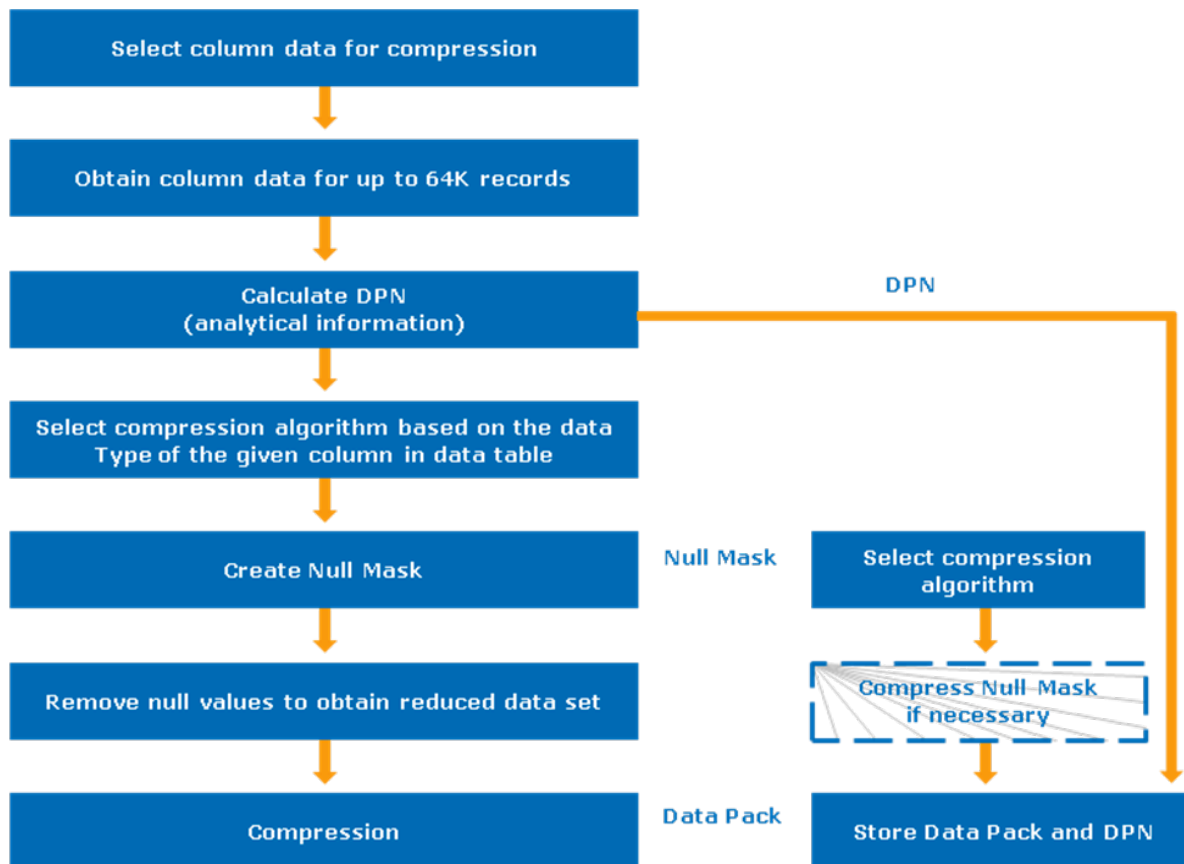 Select column data for compression
Obtain column data for up to 64K records
Calculate DPN
(analytical information)
DPN
Select compression algorithm based on the data
Type of the given column in data table
Create Null Mask
Null Mask
Select compression
algorithm
Remove null values to obtain reduced data set
Compress Null Mask
if necessary
Compression
Data Pack
Store Data Pack and DPN